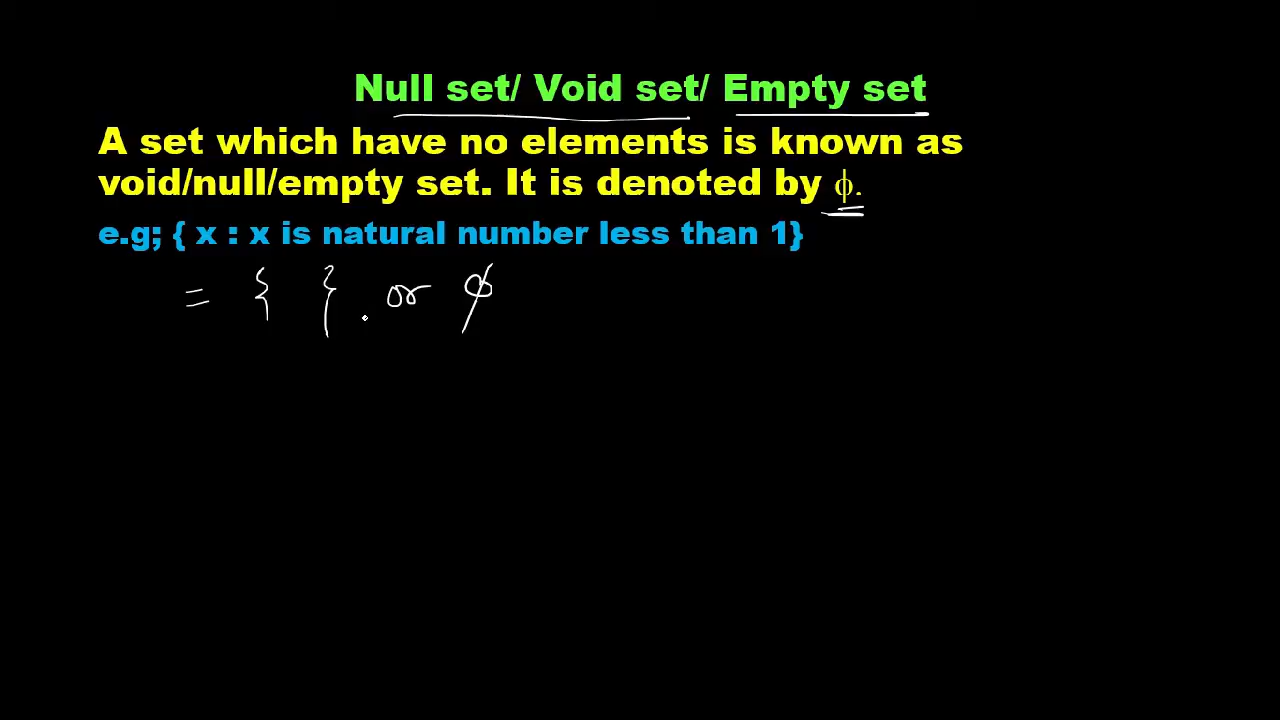 Null set/ Void set/ Empty set
A set which have no elements is known as
void/null/empty set. It is denoted by ϕ.
e.g; { x : x is natural number less than 1}
= { }. or ϕ